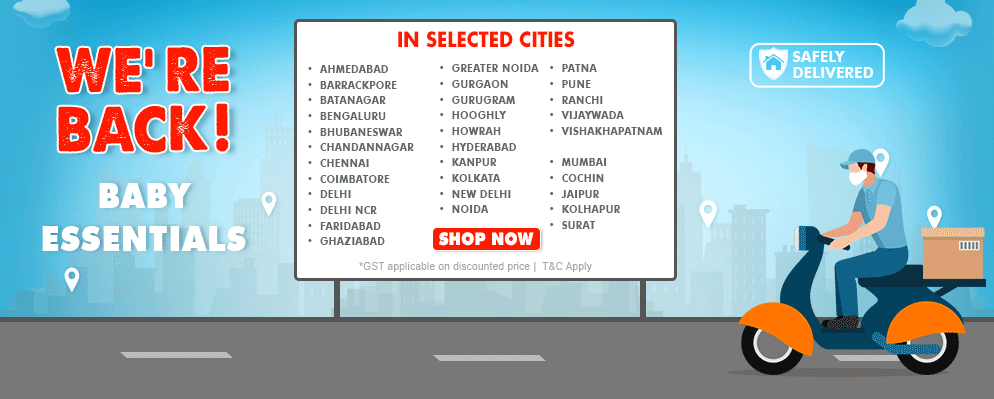 WE'RE
BACK!
BABY
ESSENTIALS
IN SELECTED CITIES
• AHMEDABAD
• BARRACKPORE
• BATANAGAR
• BENGALURU
• BHUBANESWAR
• CHANDANNAGAR
• CHENNAI
• COIMBATORE
• DELHI
• DELHI NCR
• FARIDABAD
• GHAZIABAD
• GREATER NOIDA
• GURGAON
• GURUGRAM
• HOOGHLY
• HOWRAH
• HYDERABAD
• KANPUR
• KOLKATA
• NEW DELHI
• NOIDA
• PATNA
• PUNE
• RANCHI
• VIJAYWADA
• VISHAKHAPATNAM
• MUMBAI
• COCHIN
• JAIPUR
• KOLHAPUR
• SURAT
SHOP NOW
*GST applicable on discounted price | T&C Apply
SAFELY
DELIVERED